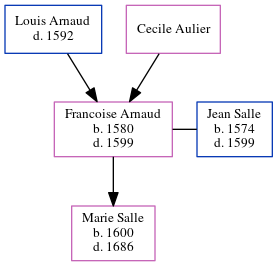 Louis Arnaud
d. 1592
Cecile Aulier
Francoise Arnaud
b. 1580
d. 1599
Jean Salle
b. 1574
d. 1599
Marie Salle
b. 1600
d. 1686